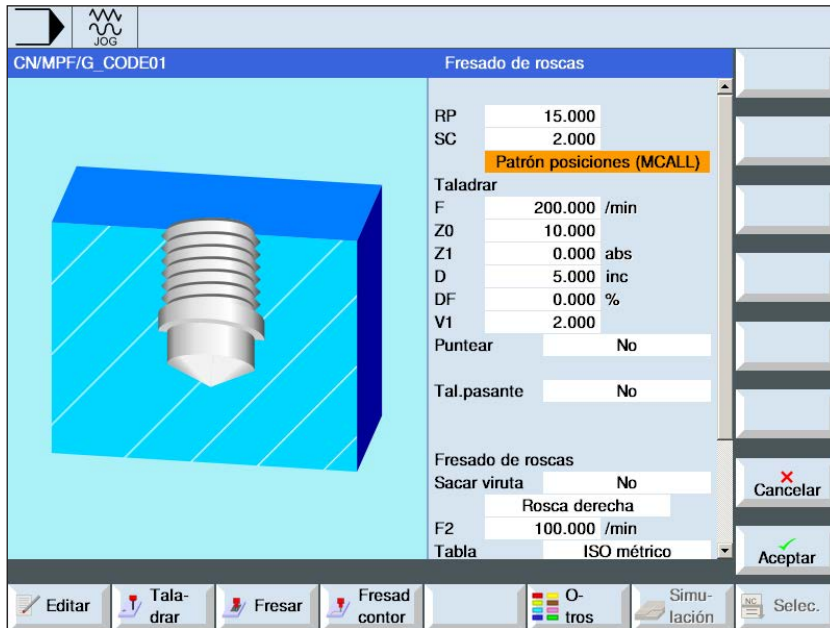 JOG
CN/MPF/G_CODE01
Fresado de roscas
RP 15.000
SC 2.000
Patrón posiciones (MCALL)
Taladrar
F 200.000 /min
Z0 10.000
Z1 0.000 abs
D 5.000 inc
DF 0.000 %
V1 2.000
Puntear No
Tal.pasante No
Fresado de roscas
Sacar viruta No
Rosca derecha
F2 100.000 /min
Tabla ISO métrico
Cancelar
Aceptar
Editar
Tala-
drar
Fresar
Fresad
contor
O-
tros
Simu-
lación
NC
Selec.